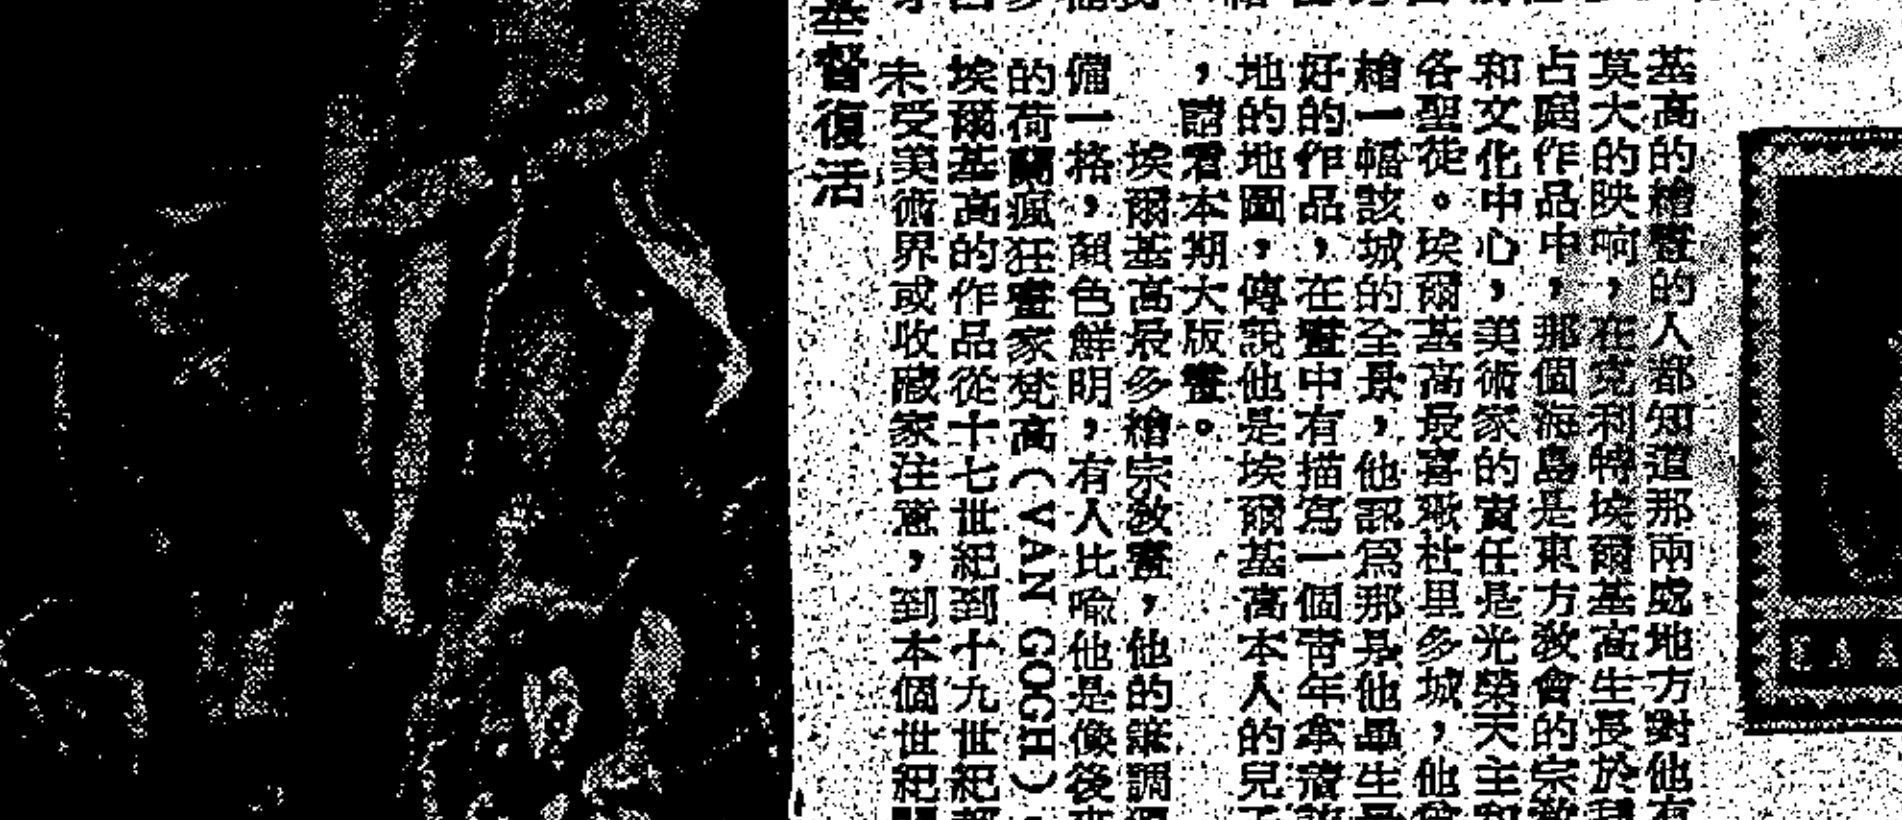 基高的繪畫的人都知道那兩處地方對他有
莫大的映响，在克利特埃爾基高生長於
占庭作品中，那個海島是東方教會的宗教
和文化中心，美術家的責任是光榮天主和
各聖徒。埃爾基高最喜歡杜里多城，他曾
繪一幅該城的全景，他認為那是他畢生最
好的作品，在畫中有描寫一個青年拿着該
地的地圖，傳說他是埃爾基高本人的兒子
，請看本期大版畫。
埃爾基高最多繪宗教畫，他的筆調
備一格，顏色鮮明，有人比喻他是像後來
的荷蘭瘋狂畫家梵高（VAN GOGH）
埃爾基高的作品從十七世紀到十九世紀都
未受美術界或收藏家注意，到本個世紀
基督復活